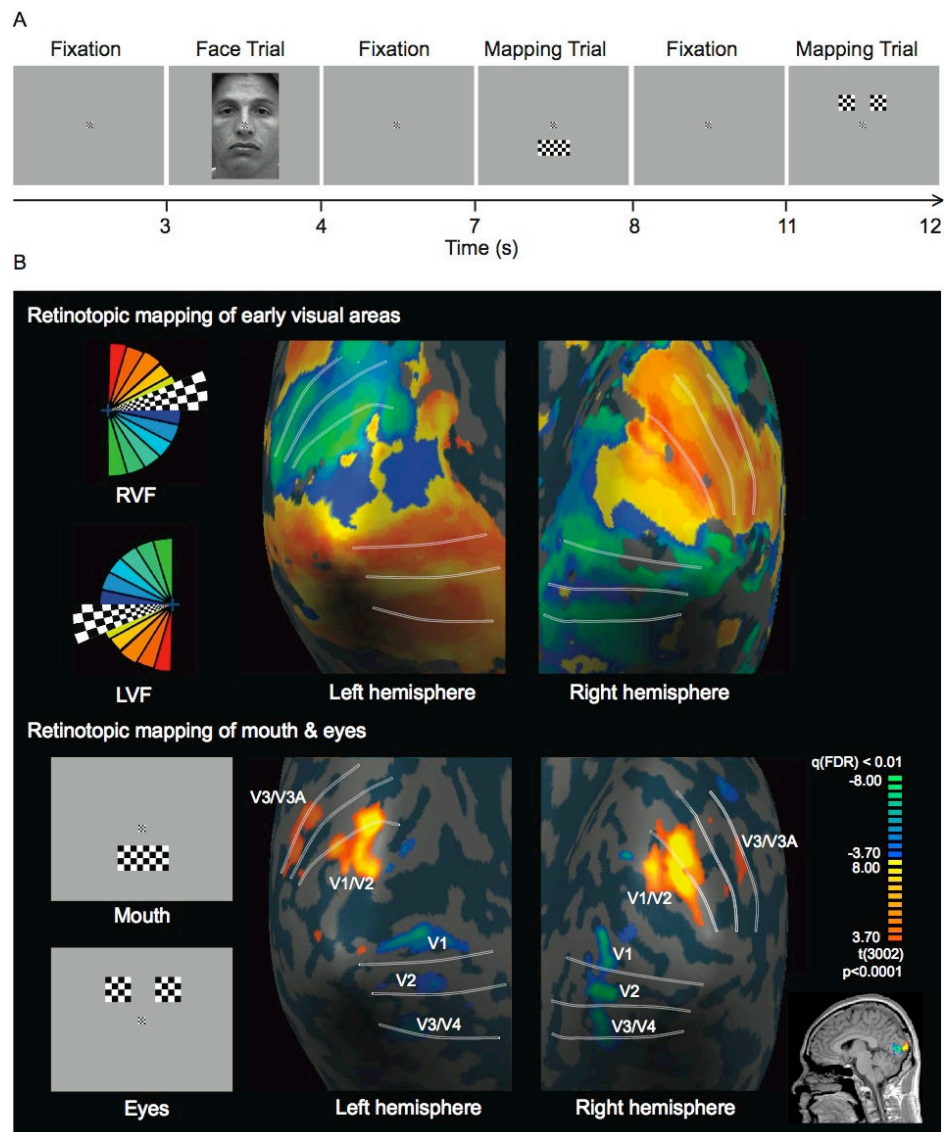 A
Fixation Face Trial Fixation Mapping Trial Fixation Mapping Trial
3 4 7 8 11 12
Time (s)
B
Retinotopic mapping of early visual areas
RVF
LVF
Left hemisphere Right hemisphere
Retinotopic mapping of mouth & eyes
Mouth
Eyes
V3/V3A
V1/V2
V1
V2
V3/V4
Left hemisphere
V3/V3A
V1/V2
V1
V2
V3/V4
Right hemisphere
q(FDR) < 0.01
-8.00
-3.70
8.00
3.70
t(3002)
p<0.0001